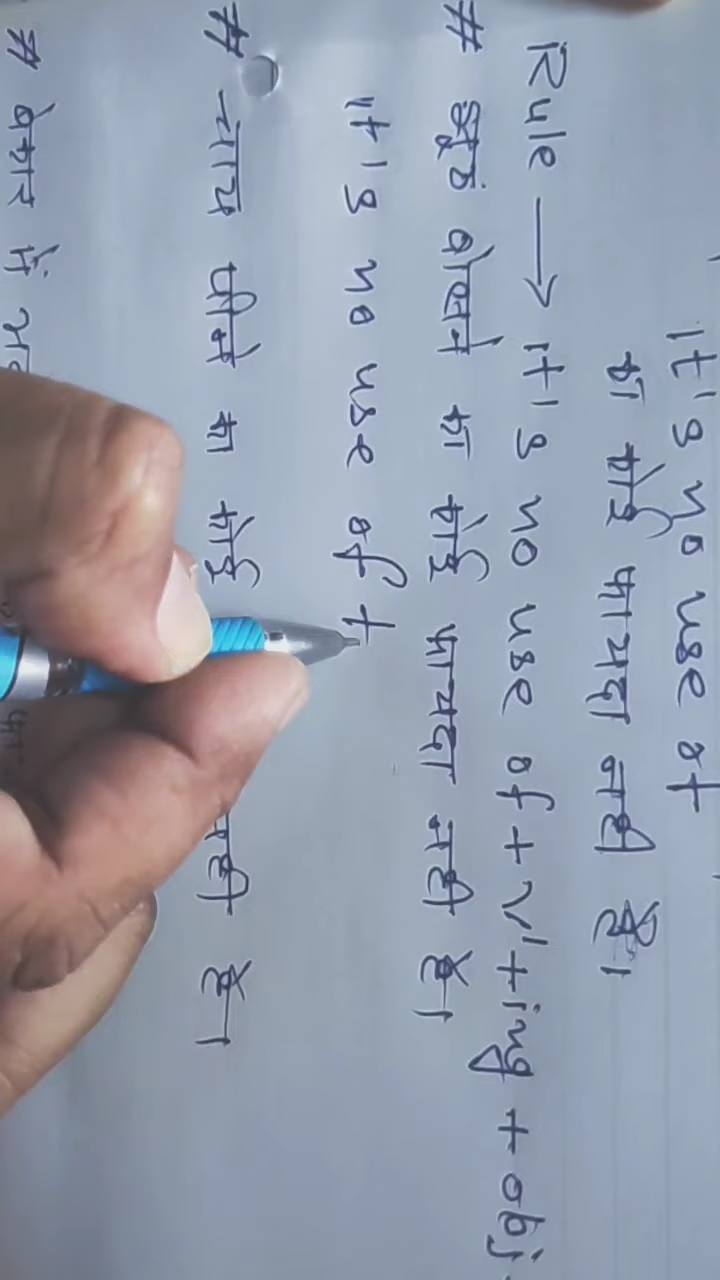 it's no use of
का कोई फायदा नही है।
Rule → it's no use of + v'+ing + obj.
# झुठ बोलने का कोई फायदा नही है।
it's no use of t
# चाय पीने का कोई नही है।
# बेकार में